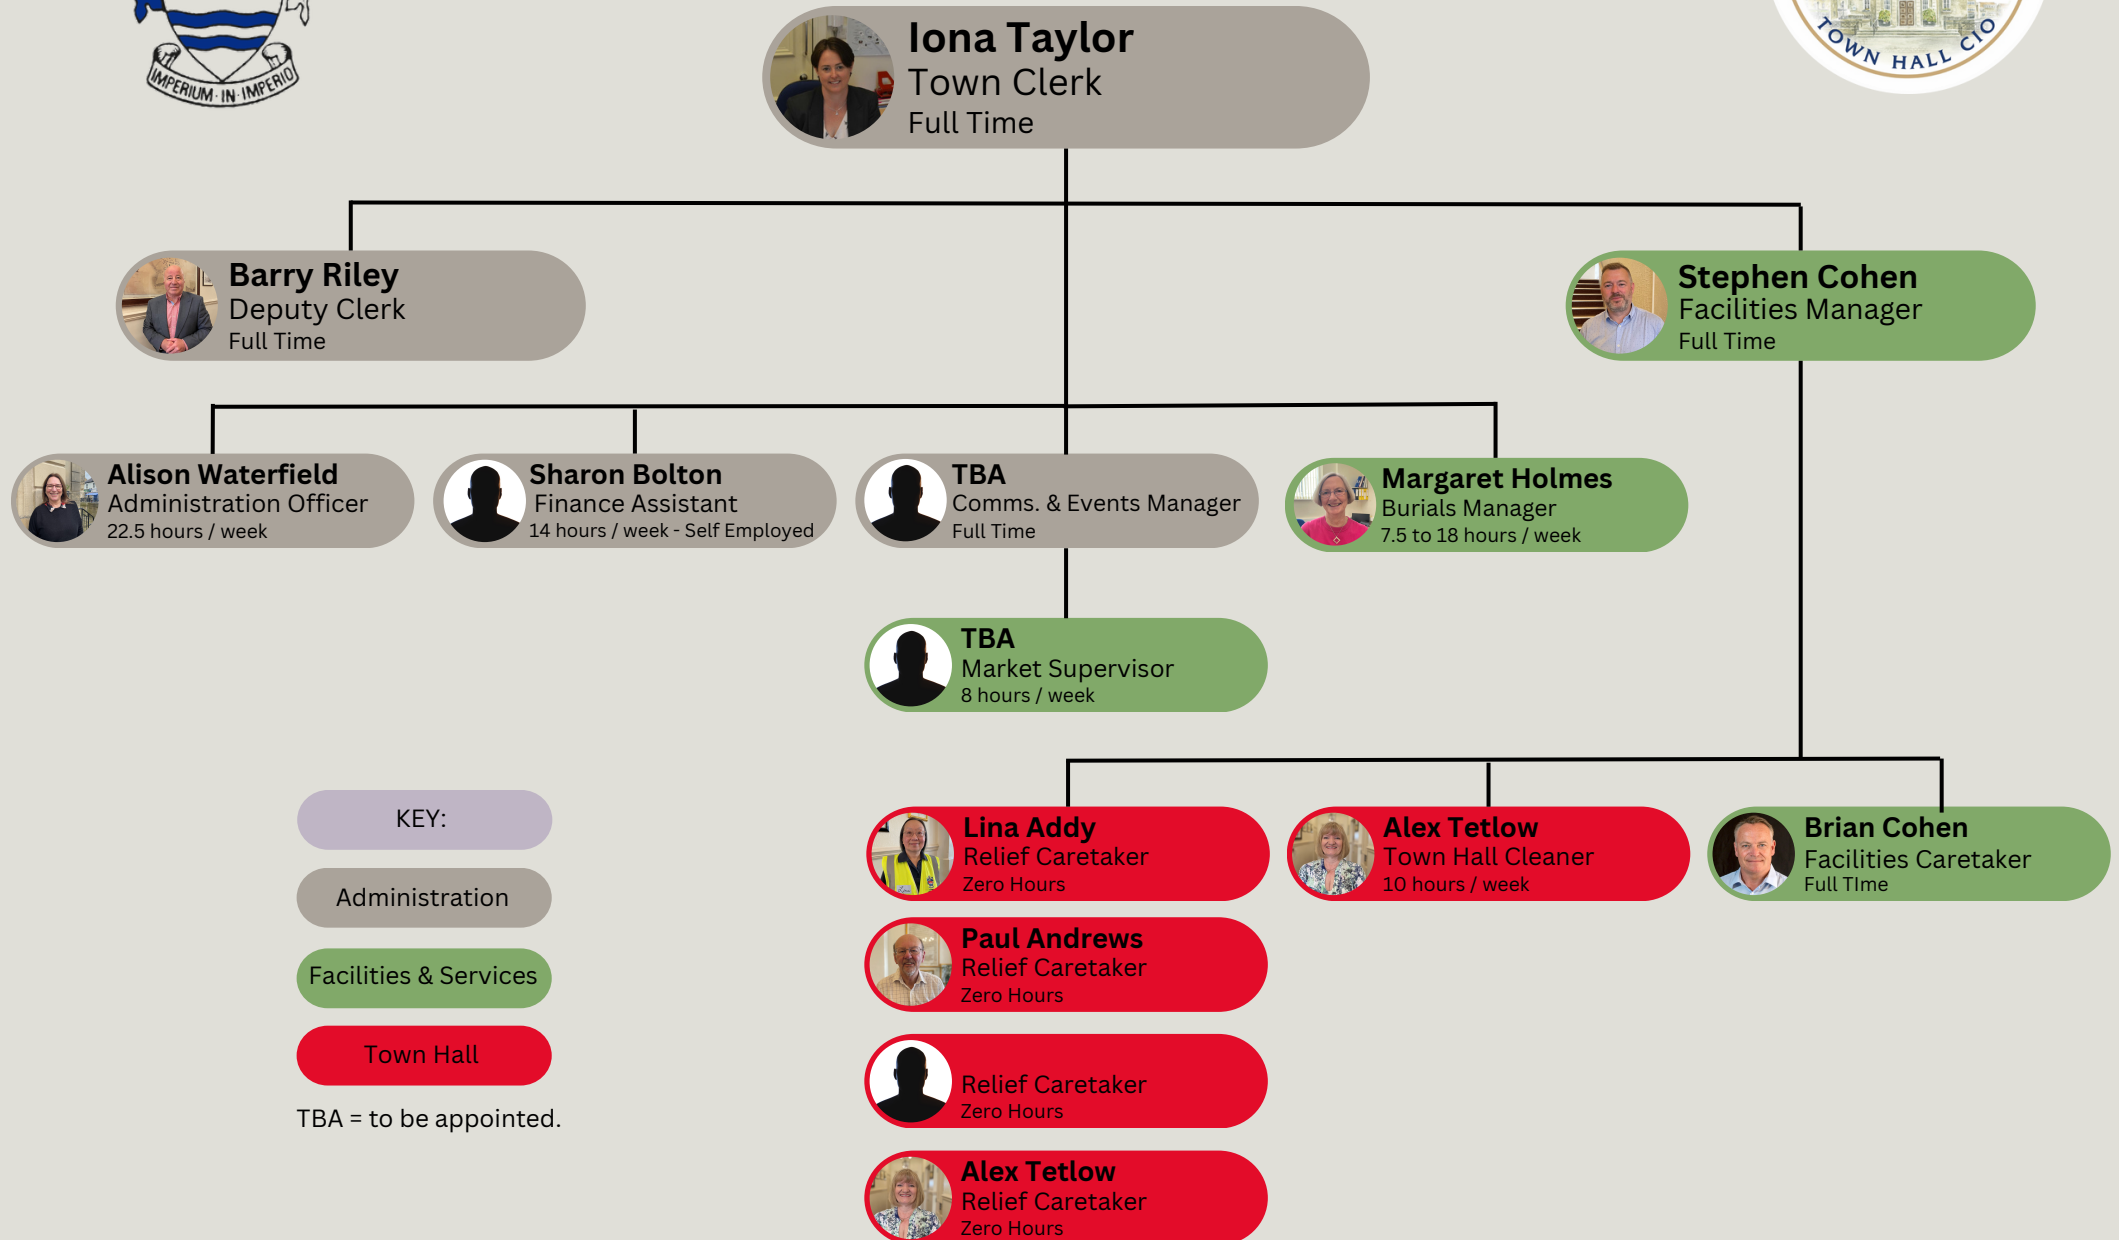 IMPERIUM·IN·IMPERIO
TOWN HALL CIO
Iona Taylor
Town Clerk
Full Time
Barry Riley
Deputy Clerk
Full Time
Stephen Cohen
Facilities Manager
Full Time
Alison Waterfield
Administration Officer
22.5 hours / week
Sharon Bolton
Finance Assistant
14 hours / week - Self Employed
TBA
Comms. & Events Manager
Full Time
Margaret Holmes
Burials Manager
7.5 to 18 hours / week
TBA
Market Supervisor
8 hours / week
KEY:
Administration
Facilities & Services
Town Hall
TBA = to be appointed.
Lina Addy
Relief Caretaker
Zero Hours
Alex Tetlow
Town Hall Cleaner
10 hours / week
Brian Cohen
Facilities Caretaker
Full TIme
Paul Andrews
Relief Caretaker
Zero Hours
Relief Caretaker
Zero Hours
Alex Tetlow
Relief Caretaker
Zero Hours